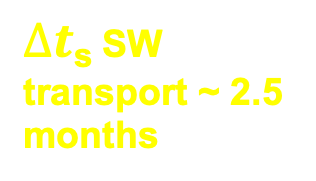 Δtₛ SW
transport ~ 2.5
months